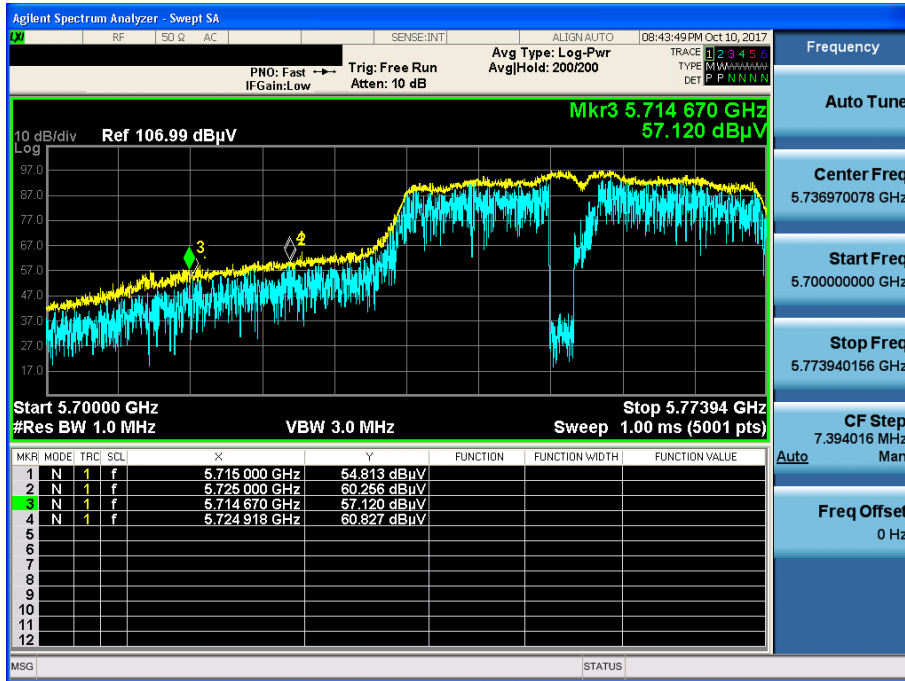 Agilent Spectrum Analyzer - Swept SA
LXI RF 50 Ω AC SENSE:INT ALIGN AUTO 08:43:49 PM Oct 10, 2017
Frequency
PNO: Fast Trig: Free Run Avg Type: Log-Pwr TRACE 1 2 3 4 5 6
IFGain:Low Atten: 10 dB Avg|Hold: 200/200 TYPE M W
DET P P N N N N
Auto Tune
Mkr3 5.714 670 GHz
57.120 dBµV
10 dB/div Ref 106.99 dBµV
Log
97.0
87.0
77.0
67.0
57.0
47.0
37.0
27.0
17.0
3
2
Center Freq
5.736970078 GHz
Start Freq
5.700000000 GHz
Stop Freq
5.773940156 GHz
Start 5.70000 GHz Stop 5.77394 GHz
#Res BW 1.0 MHz VBW 3.0 MHz Sweep 1.00 ms (5001 pts)
CF Step
7.394016 MHz
Auto Man
Freq Offset
0 Hz
MKR MODE TRC SCL X Y FUNCTION FUNCTION WIDTH FUNCTION VALUE
1 N 1 f 5.715 000 GHz 54.813 dBµV
2 N 1 f 5.725 000 GHz 60.256 dBµV
3 N 1 f 5.714 670 GHz 57.120 dBµV
4 N 1 f 5.724 918 GHz 60.827 dBµV
5
6
7
8
9
10
11
12
MSG STATUS